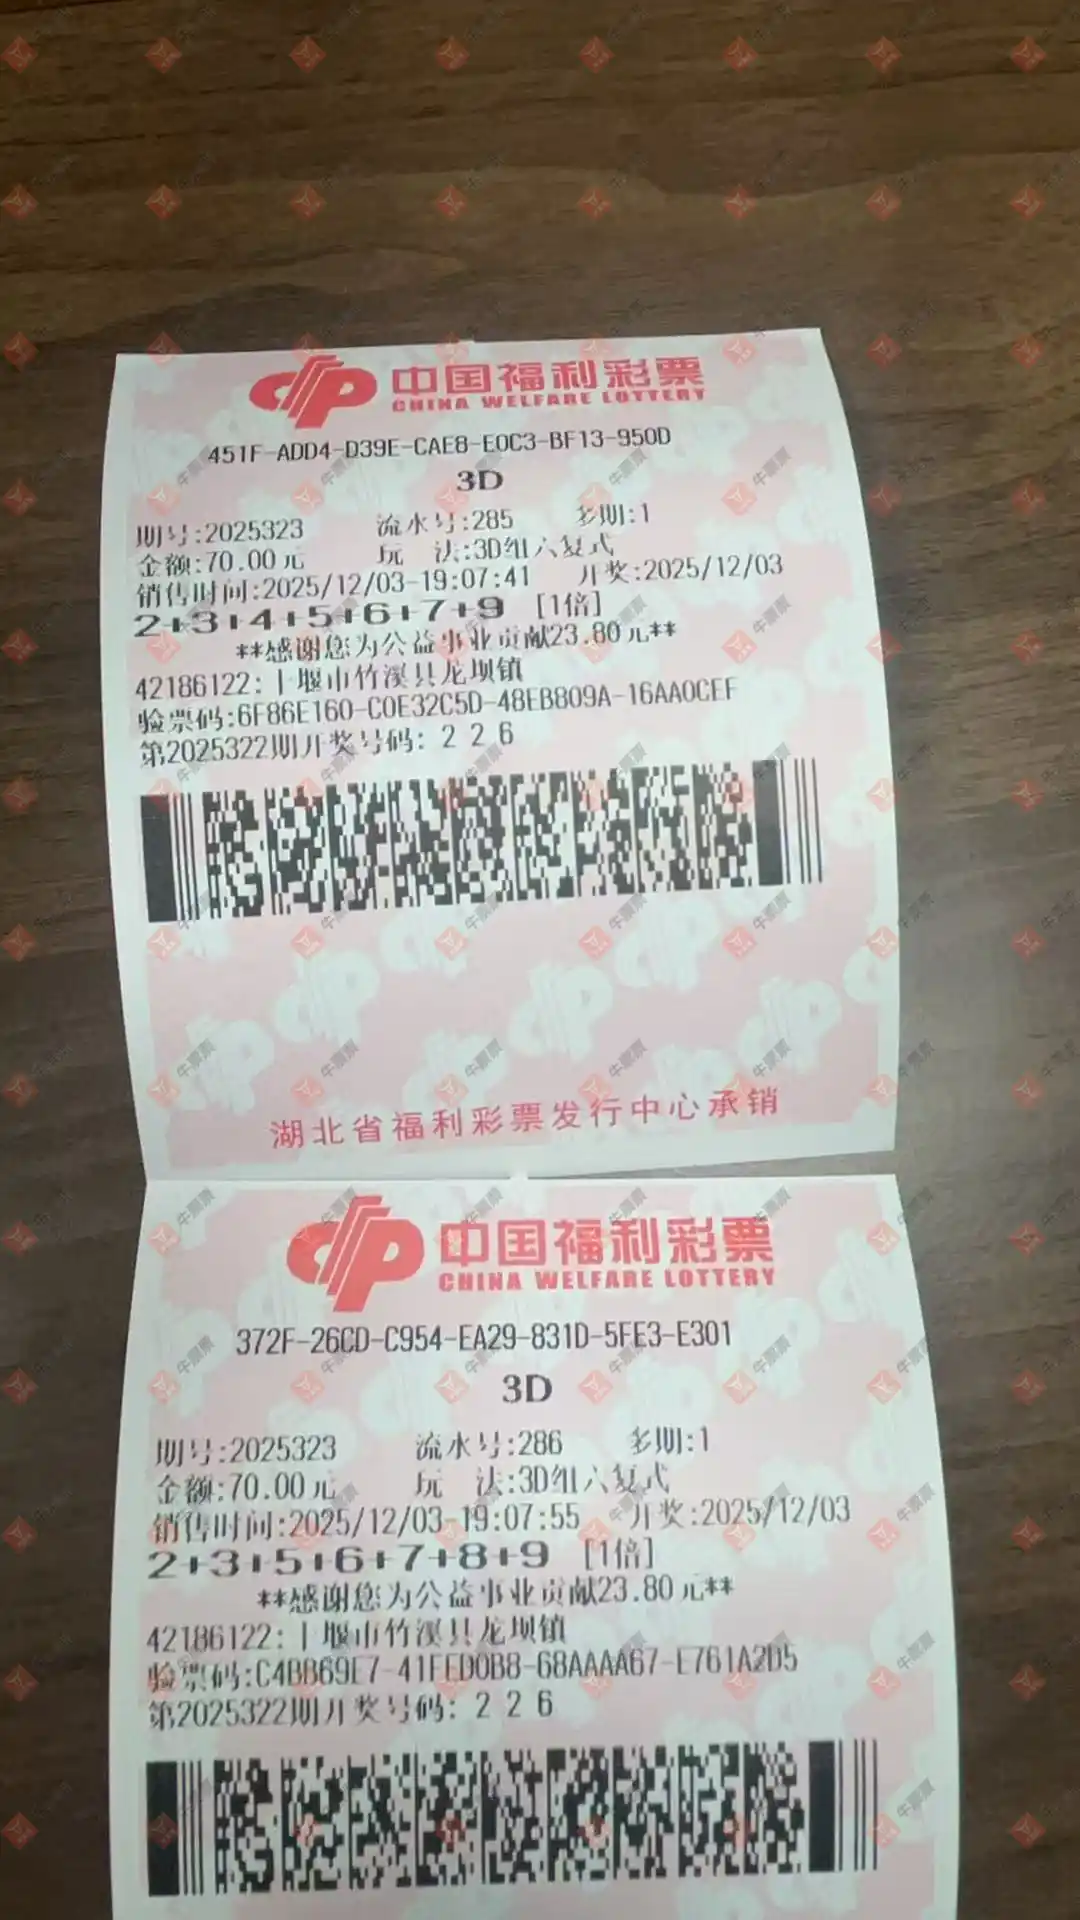 中国福利彩票
CHINA WELFARE LOTTERY
451F-ADD4-D39E-CAE8-E0C3-BF13-950D
3D
期号:2025323 流水号:285 多期:1
金额:70.00元 玩 法:3D组六复式
销售时间:2025/12/03-19:07:41 开奖:2025/12/03
2+3+4+5+6+7+9 [1倍]
**感谢您为公益事业贡献23.80元**
42186122:十堰市竹溪县龙坝镇
验票码:6F86E160-C0E32C5D-48EB809A-16AA0CEF
第2025322期开奖号码: 2 2 6
湖北省福利彩票发行中心承销
中国福利彩票
CHINA WELFARE LOTTERY
372F-26CD-C954-EA29-831D-5FE3-E301
3D
期号:2025323 流水号:286 多期:1
金额:70.00元 玩 法:3D组六复式
销售时间:2025/12/03-19:07:55 开奖:2025/12/03
2+3+5+6+7+8+9 [1倍]
**感谢您为公益事业贡献23.80元**
42186122:十堰市竹溪县龙坝镇
验票码:C4BB69E7-41FED0B8-68AAAA67-E761A2D5
第2025322期开奖号码: 2 2 6
牛票票